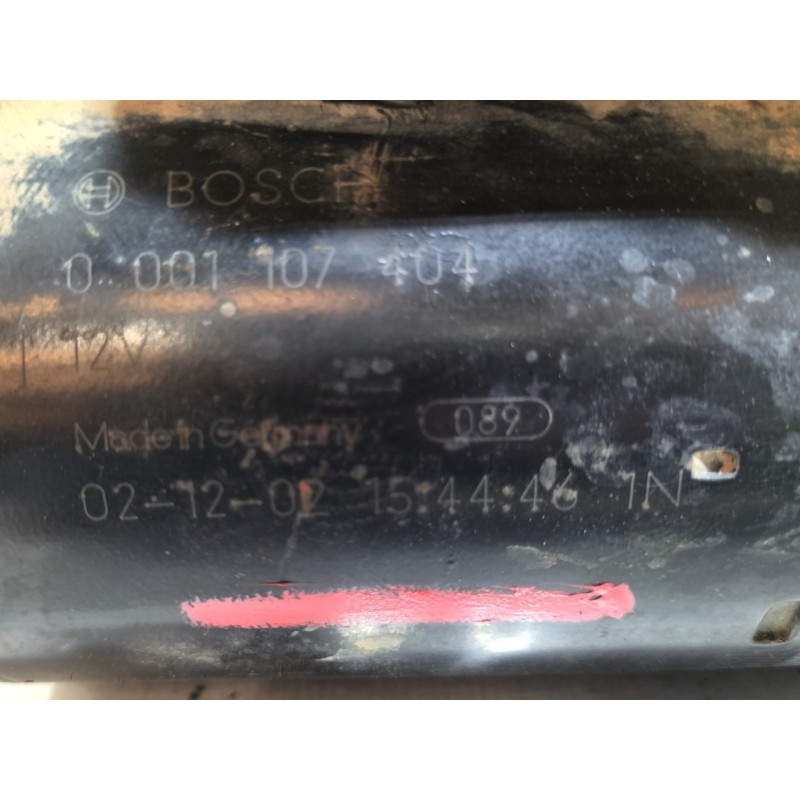 BOSCH
0 001 107 404
12V
Made in Germany 089
02-12-02 15:44:46 1N